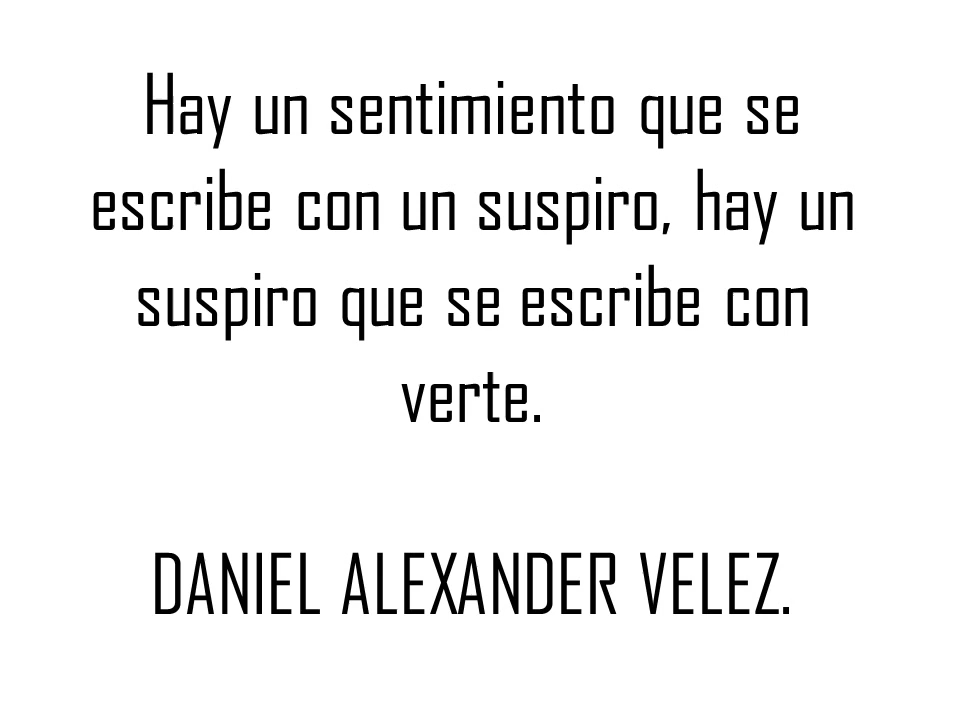 Hay un sentimiento que se
escribe con un suspiro, hay un
suspiro que se escribe con
verte.
DANIEL ALEXANDER VELEZ.